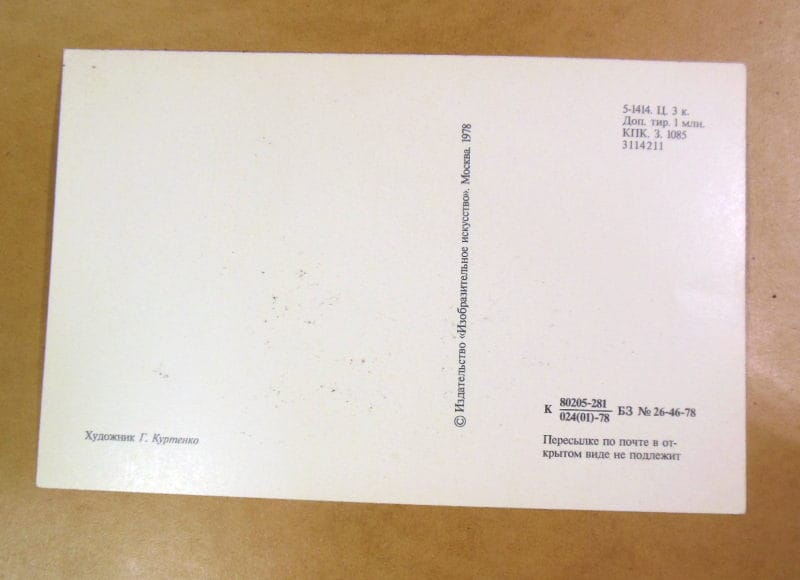 5-1414. Ц. 3 к.
Доп. тир. 1 млн.
КПК. З. 1085
3114211
© Издательство «Изобразительное искусство». Москва. 1978
К 80205-281 БЗ № 26-46-78
024(01)-78
Пересылке по почте в от-
крытом виде не подлежит
Художник Г. Куртенко